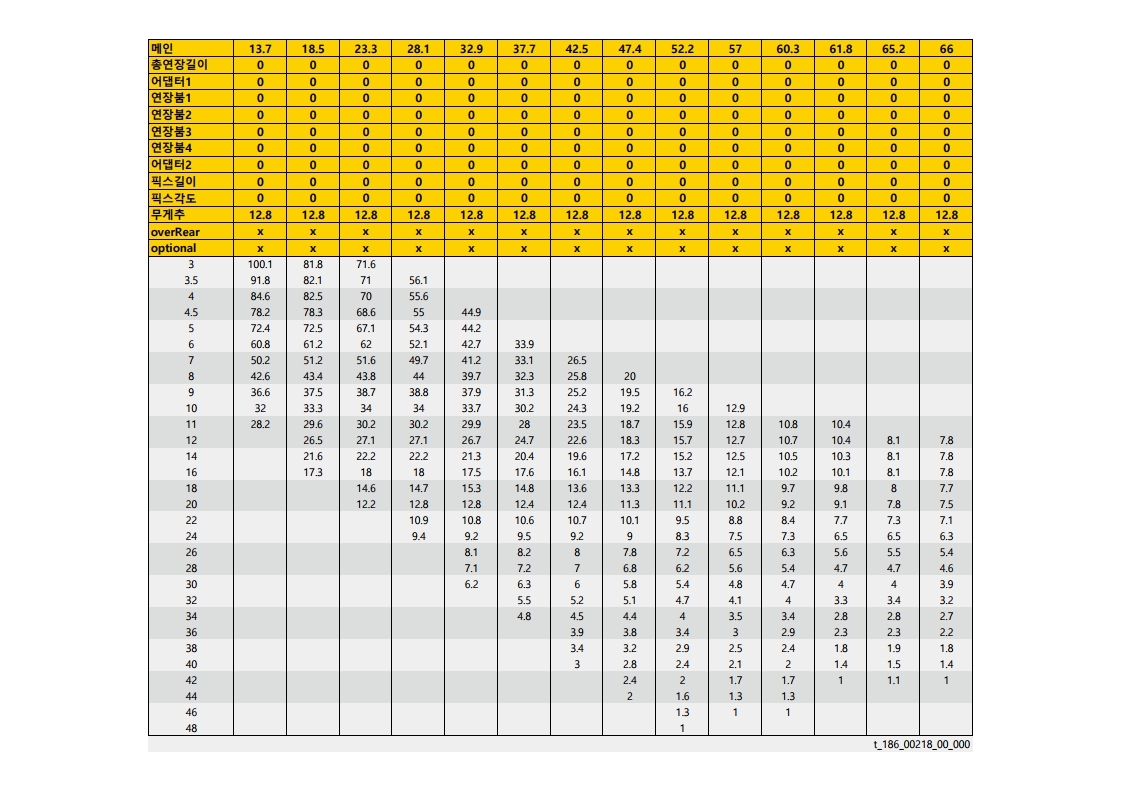 메인 13.7 18.5 23.3 28.1 32.9 37.7 42.5 47.4 52.2 57 60.3 61.8 65.2 66
총연장길이 0 0 0 0 0 0 0 0 0 0 0 0 0 0
어댑터1 0 0 0 0 0 0 0 0 0 0 0 0 0 0
연장붐1 0 0 0 0 0 0 0 0 0 0 0 0 0 0
연장붐2 0 0 0 0 0 0 0 0 0 0 0 0 0 0
연장붐3 0 0 0 0 0 0 0 0 0 0 0 0 0 0
연장붐4 0 0 0 0 0 0 0 0 0 0 0 0 0 0
어댑터2 0 0 0 0 0 0 0 0 0 0 0 0 0 0
픽스길이 0 0 0 0 0 0 0 0 0 0 0 0 0 0
픽스각도 0 0 0 0 0 0 0 0 0 0 0 0 0 0
무게추 12.8 12.8 12.8 12.8 12.8 12.8 12.8 12.8 12.8 12.8 12.8 12.8 12.8 12.8
overRear x x x x x x x x x x x x x x
optional x x x x x x x x x x x x x x
3 100.1 81.8 71.6
3.5 91.8 82.1 71 56.1
4 84.6 82.5 70 55.6
4.5 78.2 78.3 68.6 55 44.9
5 72.4 72.5 67.1 54.3 44.2
6 60.8 61.2 62 52.1 42.7 33.9
7 50.2 51.2 51.6 49.7 41.2 33.1 26.5
8 42.6 43.4 43.8 44 39.7 32.3 25.8 20
9 36.6 37.5 38.7 38.8 37.9 31.3 25.2 19.5 16.2
10 32 33.3 34 34 33.7 30.2 24.3 19.2 16 12.9
11 28.2 29.6 30.2 30.2 29.9 28 23.5 18.7 15.9 12.8 10.8 10.4
12 26.5 27.1 27.1 26.7 24.7 22.6 18.3 15.7 12.7 10.7 10.4 8.1 7.8
14 21.6 22.2 22.2 21.3 20.4 19.6 17.2 15.2 12.5 10.5 10.3 8.1 7.8
16 17.3 18 18 17.5 17.6 16.1 14.8 13.7 12.1 10.2 10.1 8.1 7.8
18 14.6 14.7 15.3 14.8 13.6 13.3 12.2 11.1 9.7 9.8 8 7.7
20 12.2 12.8 12.8 12.4 12.4 11.3 11.1 10.2 9.2 9.1 7.8 7.5
22 10.9 10.8 10.6 10.7 10.1 9.5 8.8 8.4 7.7 7.3 7.1
24 9.4 9.2 9.5 9.2 9 8.3 7.5 7.3 6.5 6.5 6.3
26 8.1 8.2 8 7.8 7.2 6.5 6.3 5.6 5.5 5.4
28 7.1 7.2 7 6.8 6.2 5.6 5.4 4.7 4.7 4.6
30 6.2 6.3 6 5.8 5.4 4.8 4.7 4 4 3.9
32 5.5 5.2 5.1 4.7 4.1 4 3.3 3.4 3.2
34 4.8 4.5 4.4 4 3.5 3.4 2.8 2.8 2.7
36 3.9 3.8 3.4 3 2.9 2.3 2.3 2.2
38 3.4 3.2 2.9 2.5 2.4 1.8 1.9 1.8
40 3 2.8 2.4 2.1 2 1.4 1.5 1.4
42 2.4 2 1.7 1.7 1 1.1 1
44 2 1.6 1.3 1.3
46 1.3 1 1
48 1
t_186_00218_00_000